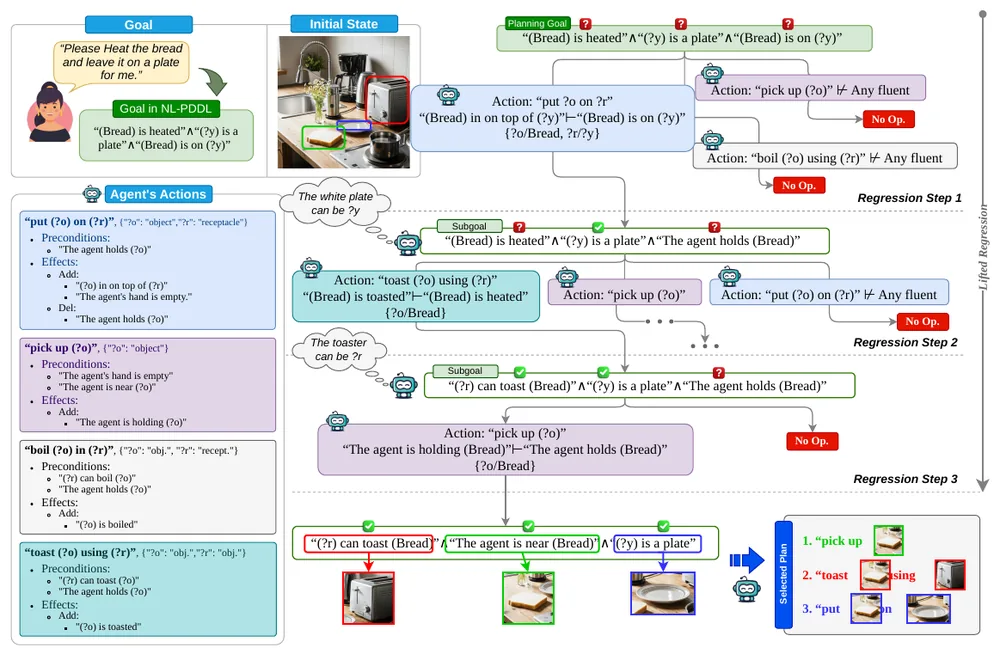 Goal
"Please Heat the bread
and leave it on a plate
for me."
Goal in NL-PDDL
"(Bread) is heated"∧"(?y) is a
plate"∧"(Bread) is on (?y)"
Initial State
Planning Goal
"(Bread) is heated"∧"(?y) is a plate"∧"(Bread) is on (?y)"
Action: "put ?o on ?r"
"(Bread) in on top of (?y)"⊢"(Bread) is on (?y)"
{?o/Bread, ?r/?y}
Action: "pick up (?o)" ⊬ Any fluent
No Op.
Action: "boil (?o) using (?r)" ⊬ Any fluent
No Op.
Regression Step 1
Lifted Regression
Agent's Actions
"put (?o) on (?r)", {"?o": "object","?r": "receptacle"}
Preconditions:
"The agent holds (?o)"
Effects:
Add:
"(?o) in on top of (?r)"
"The agent's hand is empty."
Del:
"The agent holds (?o)"
"pick up (?o)", {"?o": "object"}
Preconditions:
"The agent's hand is empty"
"The agent is near (?o)"
Effects:
Add:
"The agent is holding (?o)"
"boil (?o) in (?r)", {"?o": "obj.", "?r": "recept."}
Preconditions:
"(?r) can boil (?o)"
"The agent holds (?o)"
Effects:
Add:
"(?o) is boiled"
"toast (?o) using (?r)", {"?o": "obj.","?r": "obj."}
Preconditions:
"(?r) can toast (?o)"
"The agent holds (?o)"
Effects:
Add:
"(?o) is toasted"
The white plate
can be ?y
Subgoal
"(Bread) is heated"∧"(?y) is a plate"∧"The agent holds (Bread)"
Action: "toast (?o) using (?r)"
"(Bread) is toasted"⊢"(Bread) is heated"
{?o/Bread}
Action: "pick up (?o)"
Action: "put (?o) on (?r)" ⊬ Any fluent
No Op.
Regression Step 2
The toaster
can be ?r
Subgoal
"(?r) can toast (Bread)"∧"(?y) is a plate"∧"The agent holds (Bread)"
Action: "pick up (?o)"
"The agent is holding (Bread)"⊢"The agent holds (Bread)"
{?o/Bread}
No Op.
Regression Step 3
"(?r) can toast (Bread)"∧"The agent is near (Bread)"∧"(?y) is a plate"
Selected Plan
1. "pick up
2. "toast using
3. "put on